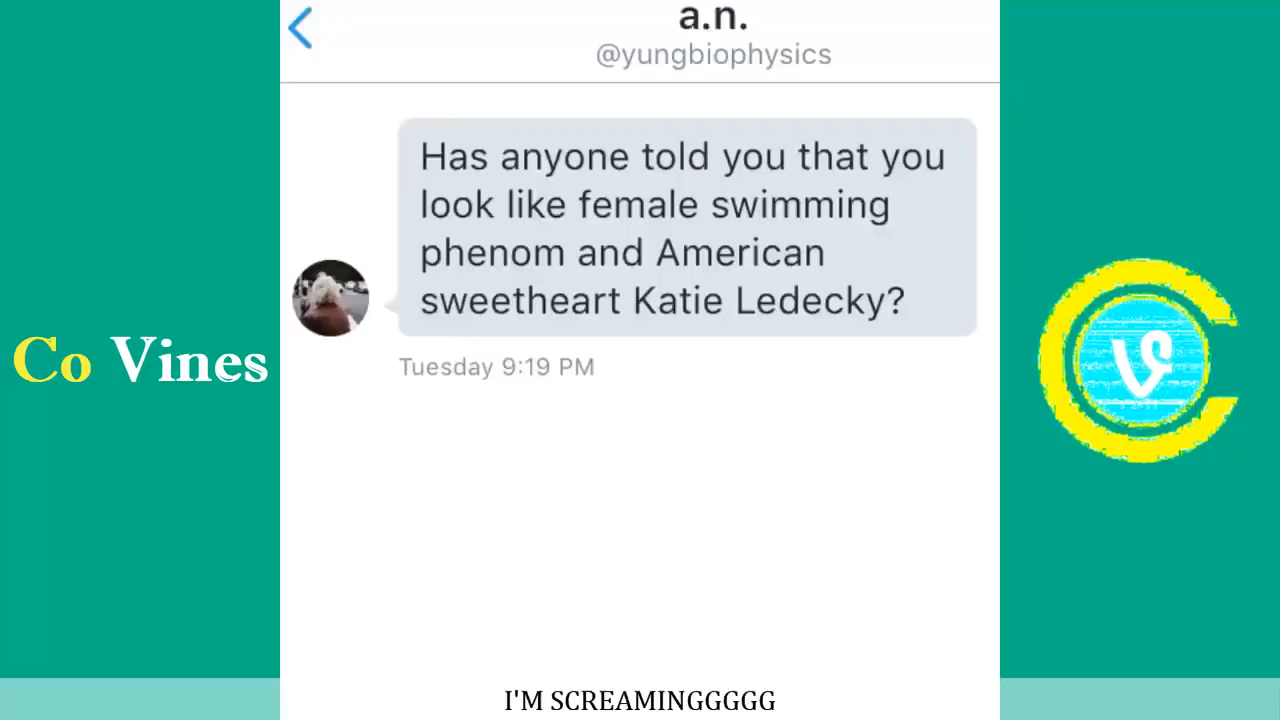 a.n.
@yungbiophysics
Has anyone told you that you
look like female swimming
phenom and American
sweetheart Katie Ledecky?
Tuesday 9:19 PM
Co Vines
I'M SCREAMINGGGGG